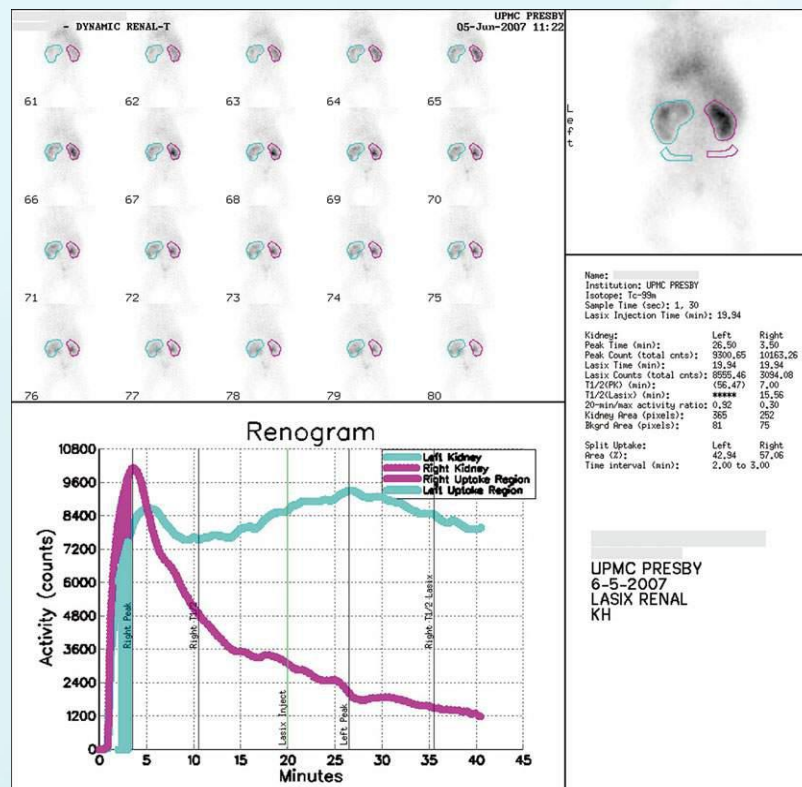 - DYNAMIC RENAL-T
UPMC PRESBY
05-Jun-2007 11:22
61 62 63 64 65
66 67 68 69 70
71 72 73 74 75
76 77 78 79 80
Left
Name:
Institution: UPMC PRESBY
Isotope: Tc-99m
Sample Time (sec): 1, 30
Lasix Injection Time (min): 19.94
Kidney: Left Right
Peak Time (min): 26.50 3.50
Peak Count (total cnts): 9300.65 10163.26
Lasix Time (min): 19.94 19.94
Lasix Counts (total cnts): 8555.46 3094.08
T1/2(PK) (min): (56.47) 7.00
T1/2(Lasix) (min): ***** 15.56
20-min/max activity ratio: 0.92 0.30
Kidney Area (pixels): 365 252
Bkgrd Area (pixels): 81 75
Split Uptake: Left Right
Area (%): 42.94 57.06
Time interval (min): 2.00 to 3.00
UPMC PRESBY
6-5-2007
LASIX RENAL
KH
Renogram
Left Kidney
Right Kidney
Right Uptake Region
Left Uptake Region
Activity (counts)
10800
9600
8400
7200
6000
4800
3600
2400
1200
0
Right Peak
Right T1/2
Lasix Inject
Left Peak
Right T1/2 Lasix
0 5 10 15 20 25 30 35 40 45
Minutes